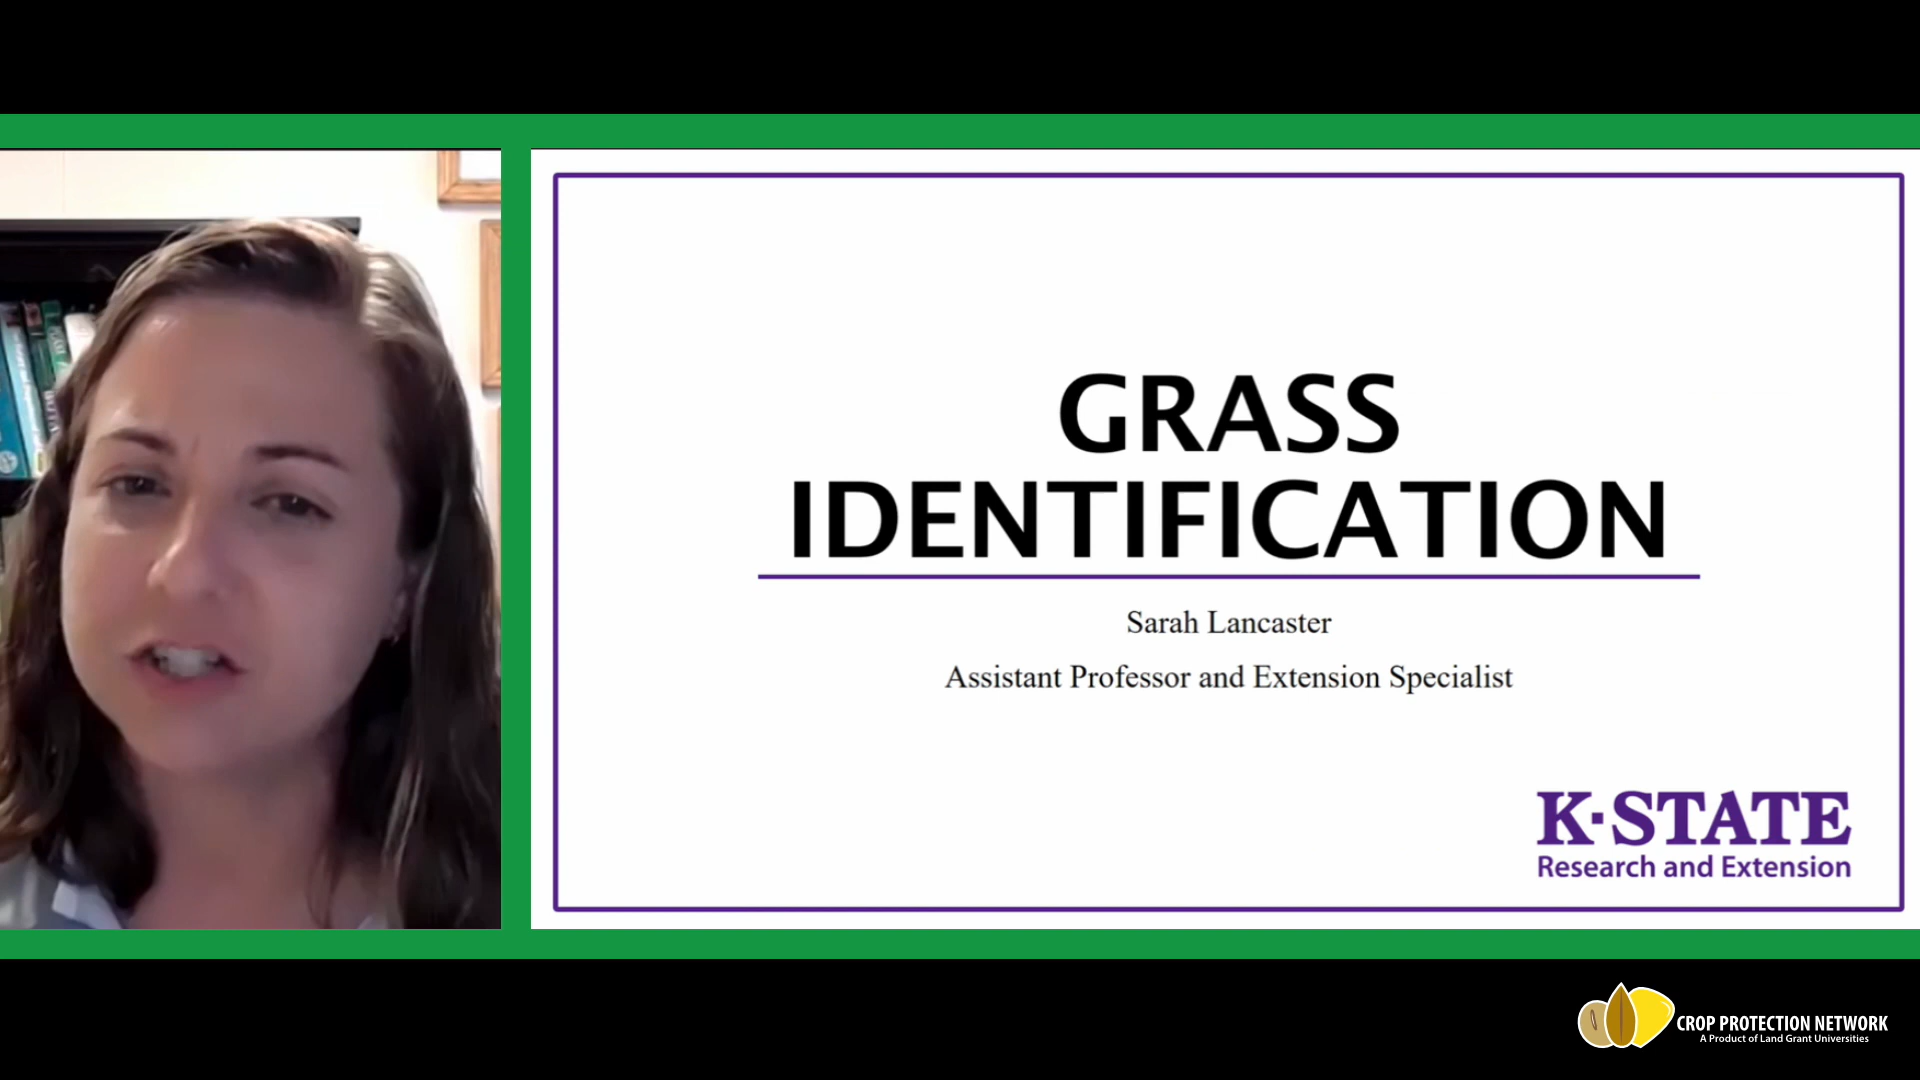 GRASS
IDENTIFICATION
Sarah Lancaster
Assistant Professor and Extension Specialist
K·STATE
Research and Extension
CROP PROTECTION NETWORK
A Product of Land Grant Universities